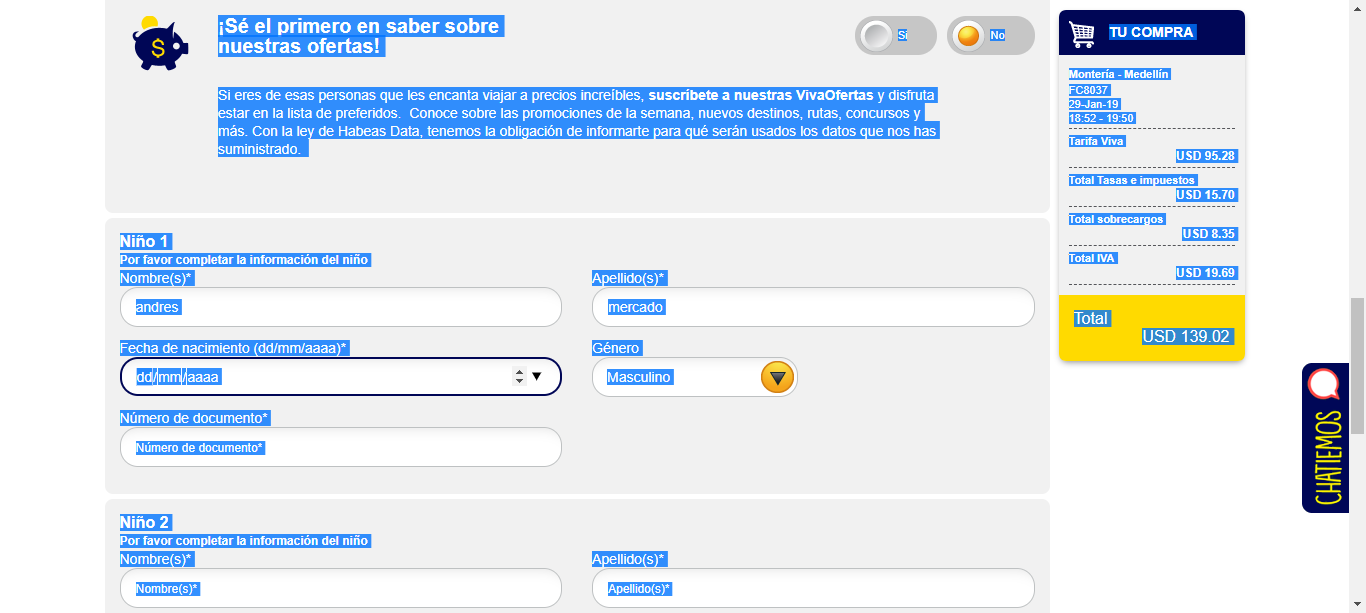 ¡Sé el primero en saber sobre
nuestras ofertas!
Si
No
Si eres de esas personas que les encanta viajar a precios increíbles, suscríbete a nuestras VivaOfertas y disfruta
estar en la lista de preferidos. Conoce sobre las promociones de la semana, nuevos destinos, rutas, concursos y
más. Con la ley de Habeas Data, tenemos la obligación de informarte para qué serán usados los datos que nos has
suministrado.
Niño 1
Por favor completar la información del niño
Nombre(s)*
Apellido(s)*
andres
mercado
Fecha de nacimiento (dd/mm/aaaa)*
Género
dd/mm/aaaa
Masculino
Número de documento*
Número de documento*
Niño 2
Por favor completar la información del niño
Nombre(s)*
Apellido(s)*
Nombre(s)*
Apellido(s)*
TU COMPRA
Montería - Medellín
FC8037
29-Jan-19
18:52 - 19:50
Tarifa Viva
USD 95.28
Total Tasas e impuestos
USD 15.70
Total sobrecargos
USD 8.35
Total IVA
USD 19.69
Total
USD 139.02
CHATIEMOS